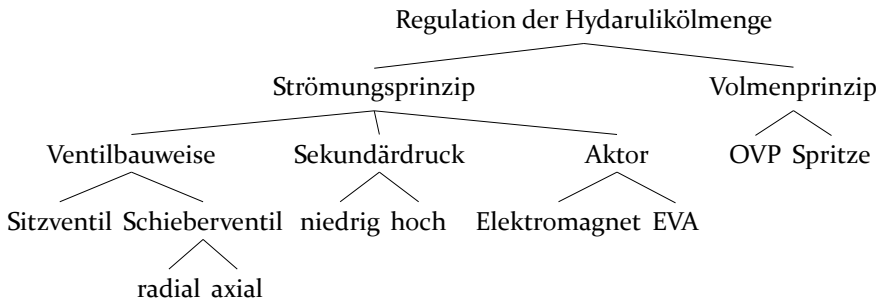 Regulation der Hydarulikölmenge
Strömungsprinzip Volmenprinzip
Ventilbauweise Sekundärdruck Aktor OVP Spritze
Sitzventil Schieberventil niedrig hoch Elektromagnet EVA
radial axial